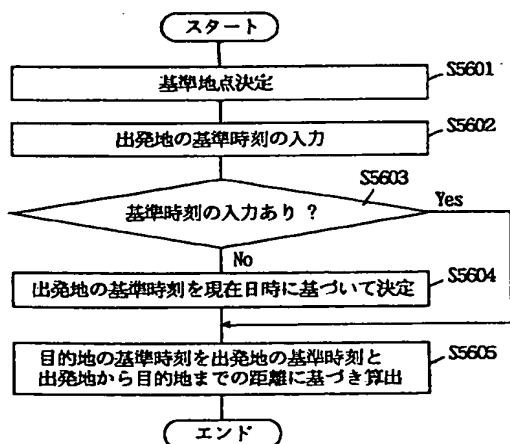 スタート
基準地点決定
S5601
出発地の基準時刻の入力
S5602
基準時刻の入力あり ?
S5603
Yes
No
出発地の基準時刻を現在日時に基づいて決定
S5604
目的地の基準時刻を出発地の基準時刻と
出発地から目的地までの距離に基づき算出
S5605
エンド